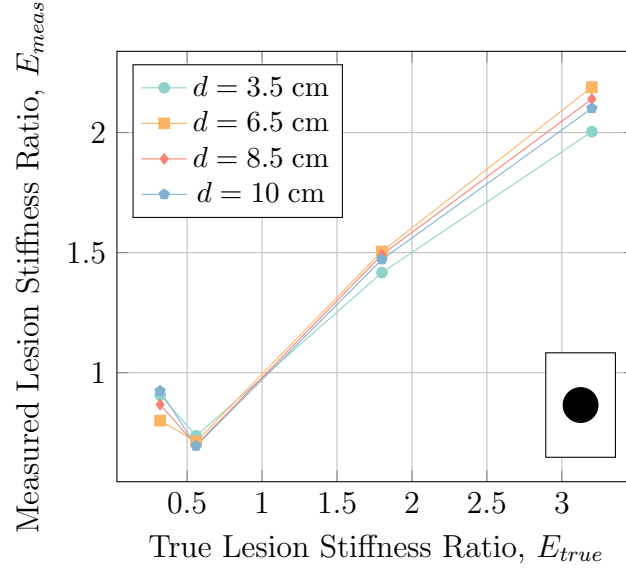 Measured Lesion Stiffness Ratio, E_meas
2
1.5
1
d = 3.5 cm
d = 6.5 cm
d = 8.5 cm
d = 10 cm
0.5 1 1.5 2 2.5 3
True Lesion Stiffness Ratio, E_true